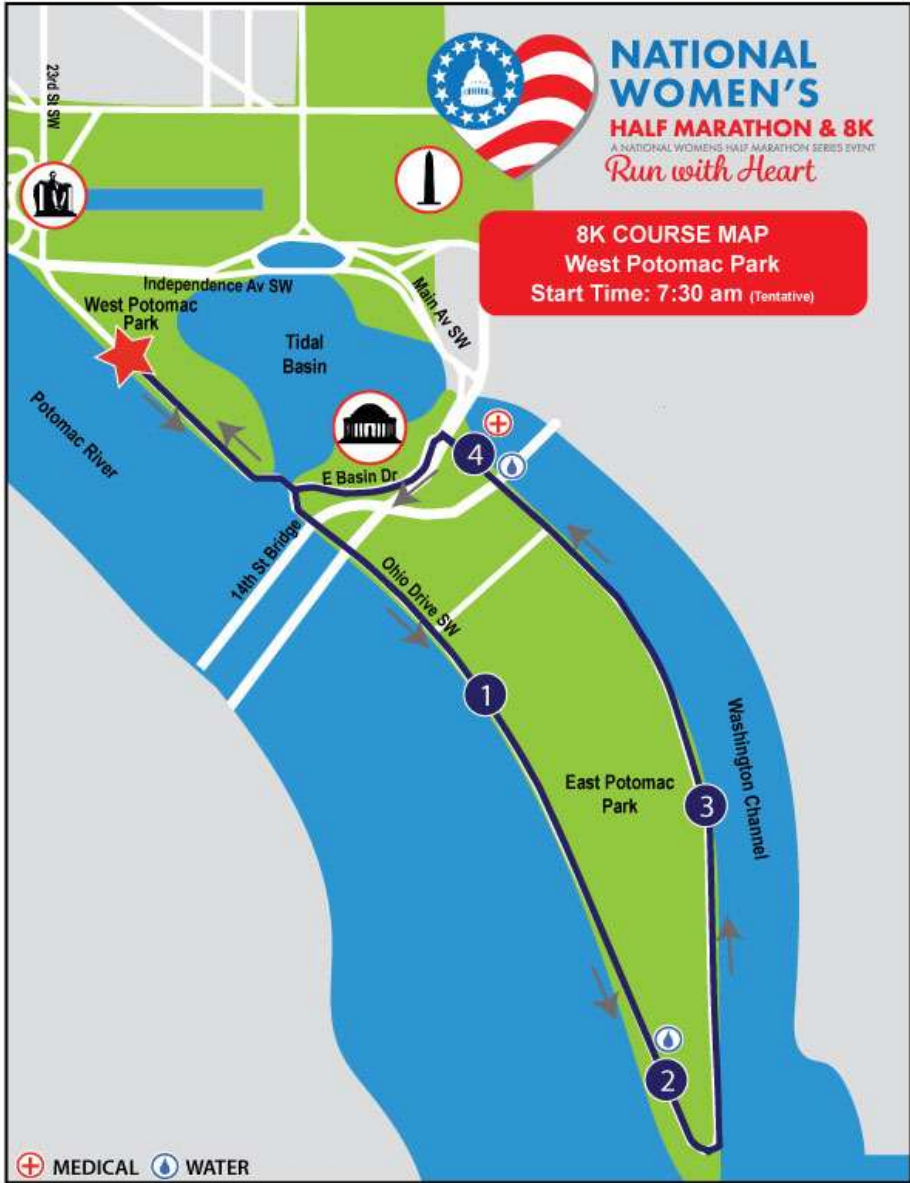 NATIONAL
WOMEN'S
HALF MARATHON & 8K
A NATIONAL WOMENS HALF MARATHON SERIES EVENT
Run with Heart
8K COURSE MAP
West Potomac Park
Start Time: 7:30 am (Tentative)
23rd St SW
Independence Av SW
West Potomac
Park
Main Av SW
Tidal
Basin
Potomac River
4
E Basin Dr
14th St Bridge
Ohio Drive SW
1
Washington Channel
East Potomac
Park
3
2
MEDICAL
WATER